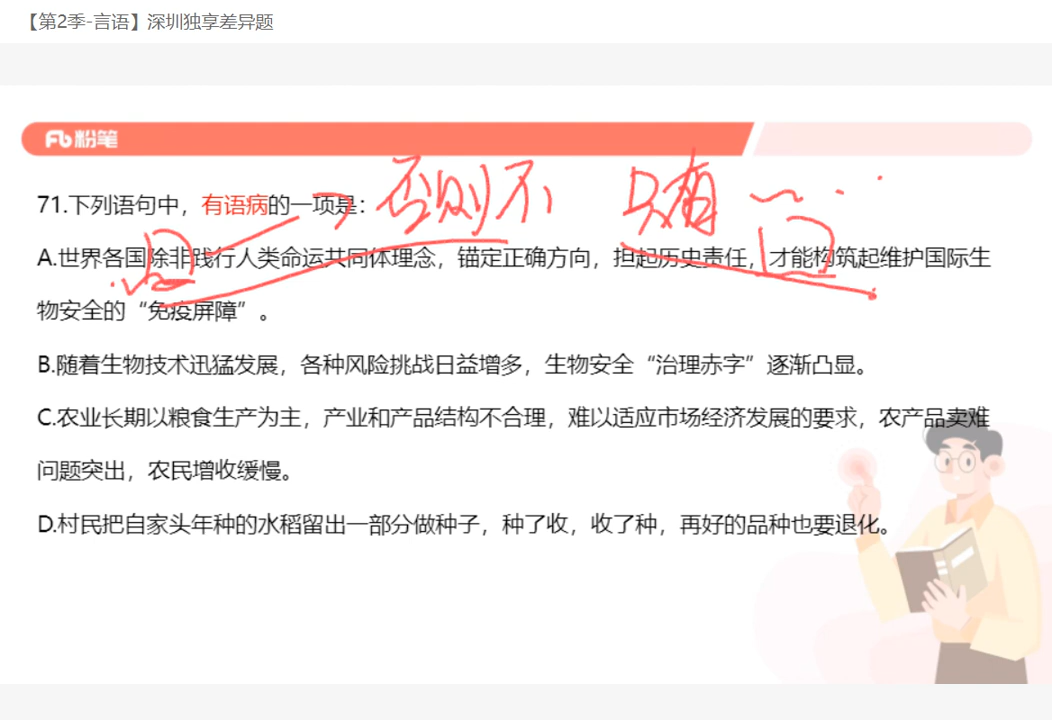 【第2季-言语】深圳独享差异题
粉笔
否则不 只有
71.下列语句中，有语病的一项是：
A.世界各国除非践行人类命运共同体理念，锚定正确方向，担起历史责任，才能构筑起维护国际生
物安全的“免疫屏障”。
B.随着生物技术迅猛发展，各种风险挑战日益增多，生物安全“治理赤字”逐渐凸显。
C.农业长期以粮食生产为主，产业和产品结构不合理，难以适应市场经济发展的要求，农产品卖难
问题突出，农民增收缓慢。
D.村民把自家头年种的水稻留出一部分做种子，种了收，收了种，再好的品种也要退化。